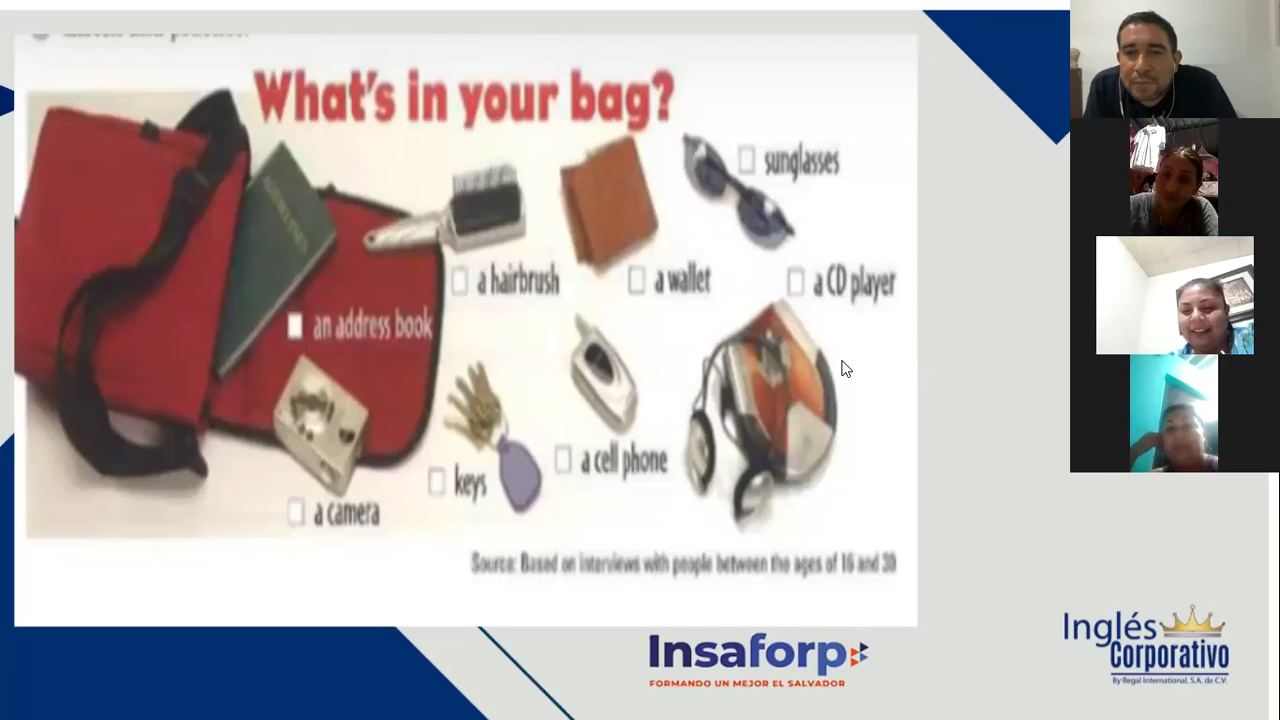 What's in your bag?
sunglasses
a hairbrush
a wallet
a CD player
an address book
a cell phone
keys
a camera
Source: Based on interviews with people between the ages of 16 and 39
Insaforp
FORMANDO UN MEJOR EL SALVADOR
Inglés
Corporativo
By Regal International, S.A. de C.V.